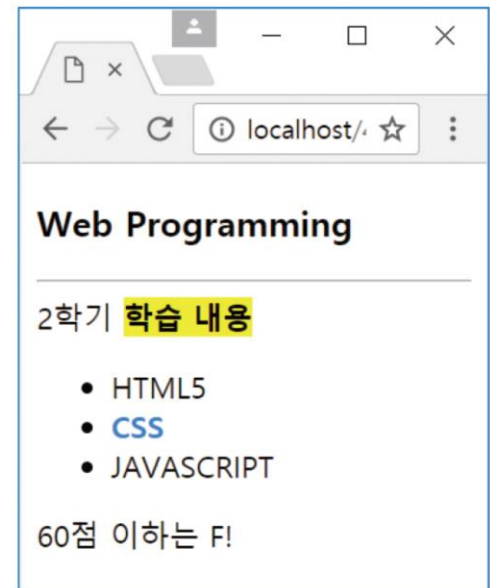 localhost/
Web Programming
2학기 학습 내용
HTML5
CSS
JAVASCRIPT
60점 이하는 F!